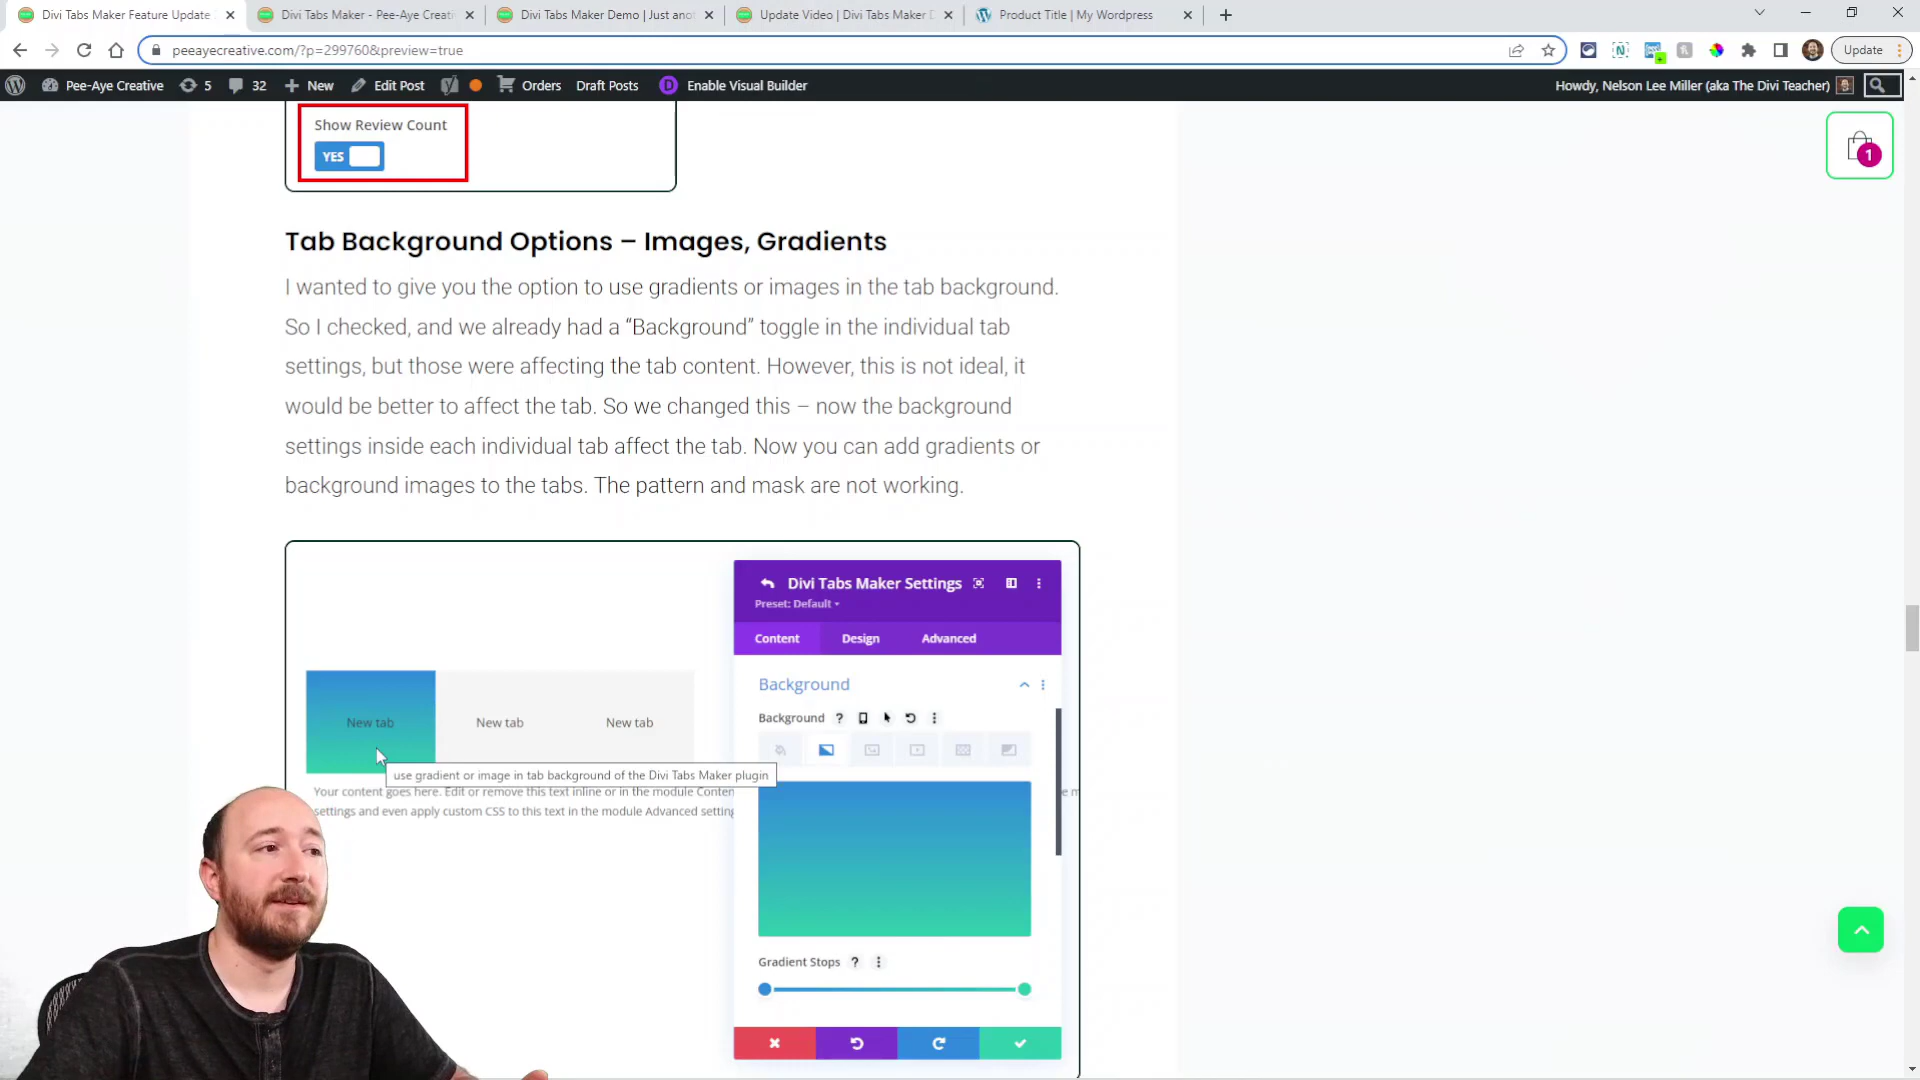 Divi Tabs Maker Feature Update
Divi Tabs Maker - Pee-Aye Creati
Divi Tabs Maker Demo | Just ano
Update Video | Divi Tabs Maker D
Product Title | My Wordpress
peeayecreative.com/?p=299760&preview=true
Update
Pee-Aye Creative
5
32
New
Edit Post
Orders
Draft Posts
D
Enable Visual Builder
Howdy, Nelson Lee Miller (aka The Divi Teacher)
1
Show Review Count
YES
Tab Background Options – Images, Gradients
I wanted to give you the option to use gradients or images in the tab background.
So I checked, and we already had a “Background” toggle in the individual tab
settings, but those were affecting the tab content. However, this is not ideal, it
would be better to affect the tab. So we changed this – now the background
settings inside each individual tab affect the tab. Now you can add gradients or
background images to the tabs. The pattern and mask are not working.
Divi Tabs Maker Settings
Preset: Default
Content
Design
Advanced
Background
Background
?
New tab
New tab
New tab
use gradient or image in tab background of the Divi Tabs Maker plugin
Your content goes here. Edit or remove this text inline or in the module Conten
settings and even apply custom CSS to this text in the module Advanced setting
Gradient Stops
?